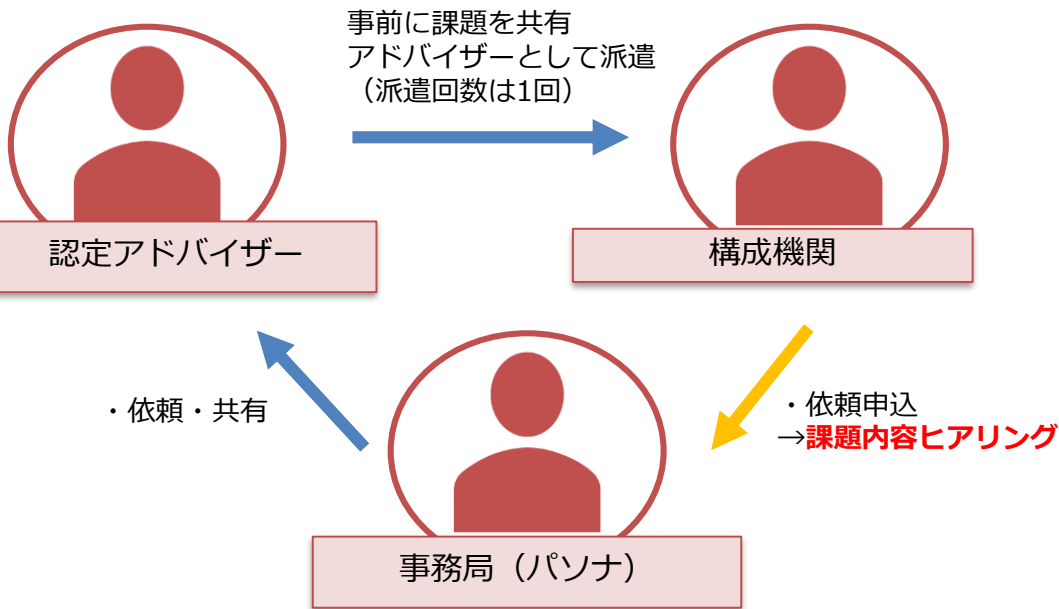 事前に課題を共有
アドバイザーとして派遣
（派遣回数は1回）
認定アドバイザー
構成機関
・依頼・共有
・依頼申込
→課題内容ヒアリング
事務局（パソナ）